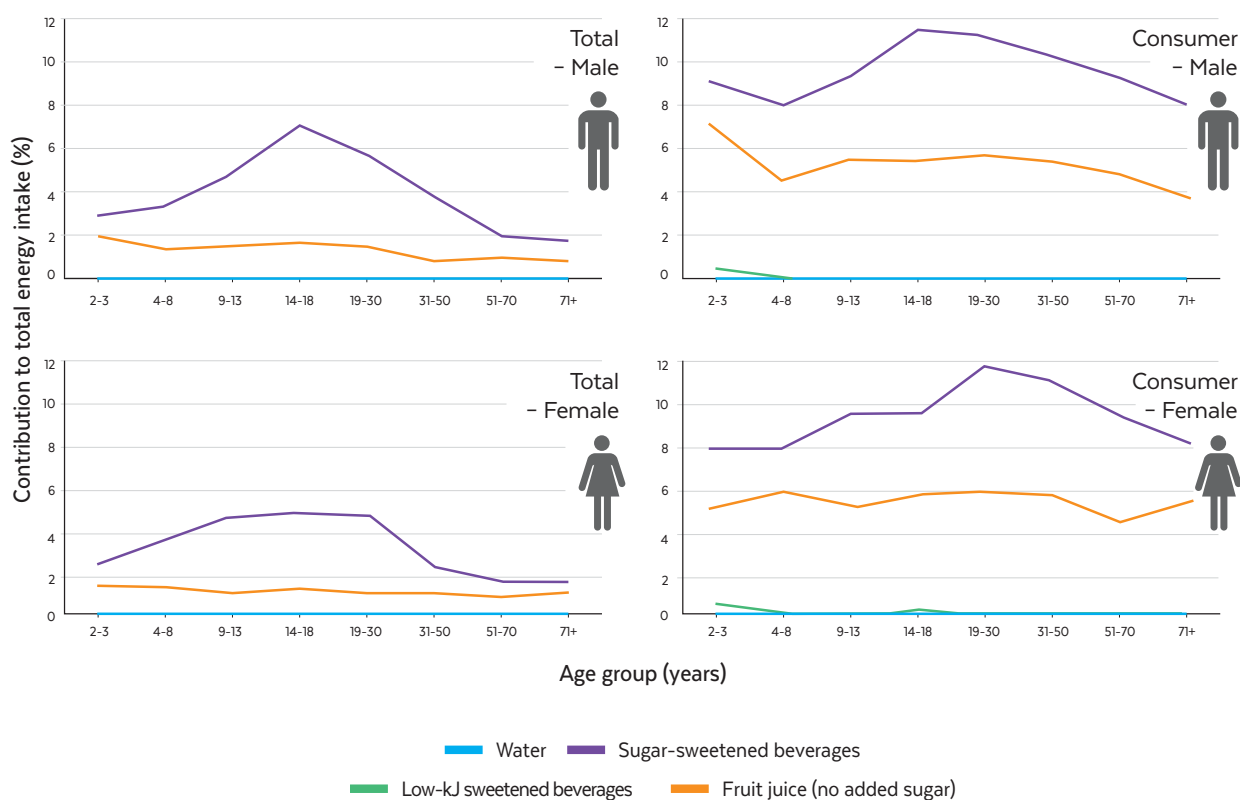 Contribution to total energy intake (%)
Total
– Male
12
10
8
6
4
2
0
2-3 4-8 9-13 14-18 19-30 31-50 51-70 71+
Consumer
– Male
12
10
8
6
4
2
0
2-3 4-8 9-13 14-18 19-30 31-50 51-70 71+
Total
– Female
12
10
8
6
4
2
0
2-3 4-8 9-13 14-18 19-30 31-50 51-70 71+
Consumer
– Female
12
10
8
6
4
2
0
2-3 4-8 9-13 14-18 19-30 31-50 51-70 71+
Age group (years)
Water Sugar-sweetened beverages
Low-kJ sweetened beverages Fruit juice (no added sugar)